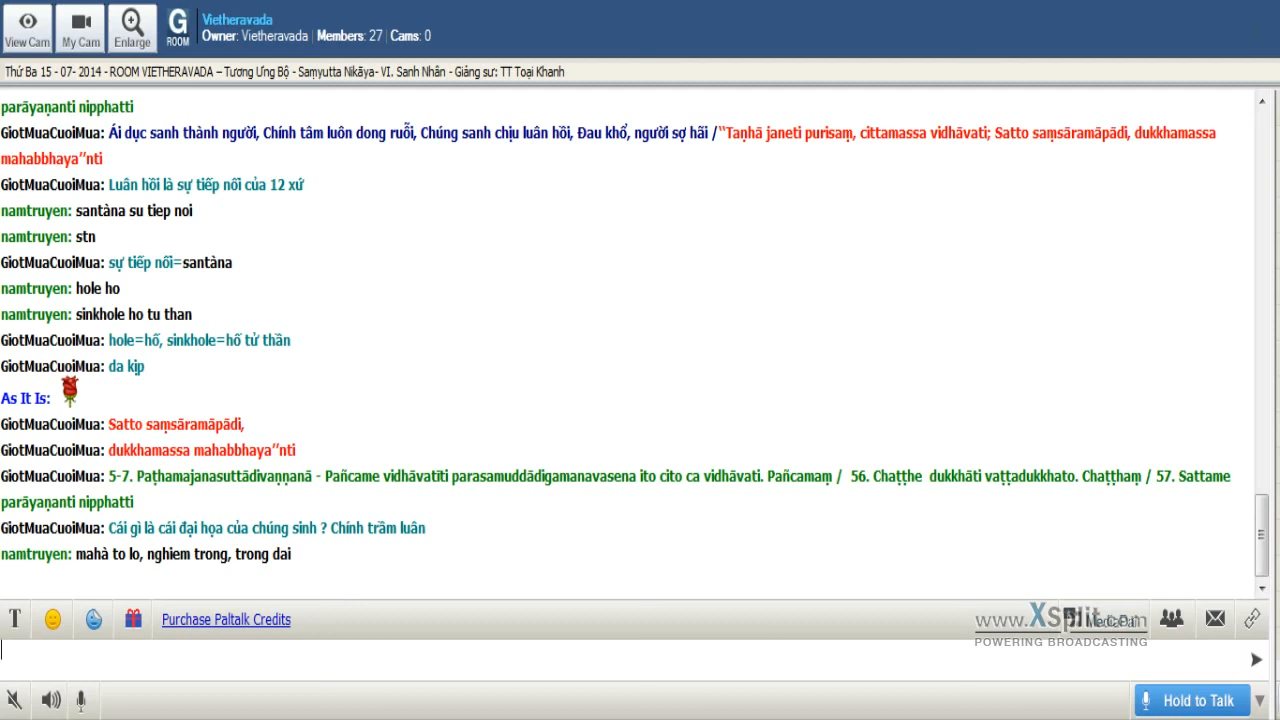 Vietheravada
Owner: Vietheravada | Members: 27 | Cams: 0
View Cam
My Cam
Enlarge
G
ROOM
Thứ Ba 15 - 07- 2014 - ROOM VIETHERAVADA – Tương Ưng Bộ - Saṃyutta Nikāya- VI. Sanh Nhân - Giảng sư: TT Toại Khanh
parāyaṇanti nipphatti
GiotMuaCuoiMua: Ái dục sanh thành người, Chính tâm luôn dong ruỗi, Chúng sanh chịu luân hồi, Đau khổ, người sợ hãi /“Taṇhā janeti purisaṃ, cittamassa vidhāvati; Satto saṃsāramāpādi, dukkhamassa
mahabbhaya’’nti
GiotMuaCuoiMua: Luân hồi là sự tiếp nối của 12 xứ
namtruyen: santàna su tiep noi
namtruyen: stn
GiotMuaCuoiMua: sự tiếp nối=santàna
namtruyen: hole ho
namtruyen: sinkhole ho tu than
GiotMuaCuoiMua: hole=hố, sinkhole=hố tử thần
GiotMuaCuoiMua: da kịp
As It Is:
GiotMuaCuoiMua: Satto saṃsāramāpādi,
GiotMuaCuoiMua: dukkhamassa mahabbhaya’’nti
GiotMuaCuoiMua: 5-7. Paṭhamajanasuttādivaṇṇanā - Pañcame vidhāvatīti parasamuddādigamanavasena ito cito ca vidhāvati. Pañcamaṃ / 56. Chaṭṭhe dukkhāti vaṭṭadukkhato. Chaṭṭhaṃ / 57. Sattame
parāyaṇanti nipphatti
GiotMuaCuoiMua: Cái gì là cái đại họa của chúng sinh ? Chính trầm luân
namtruyen: mahà to lo, nghiem trong, trong dai
T
Purchase Paltalk Credits
www.XSplit.com
POWERING BROADCASTING
Hold to Talk